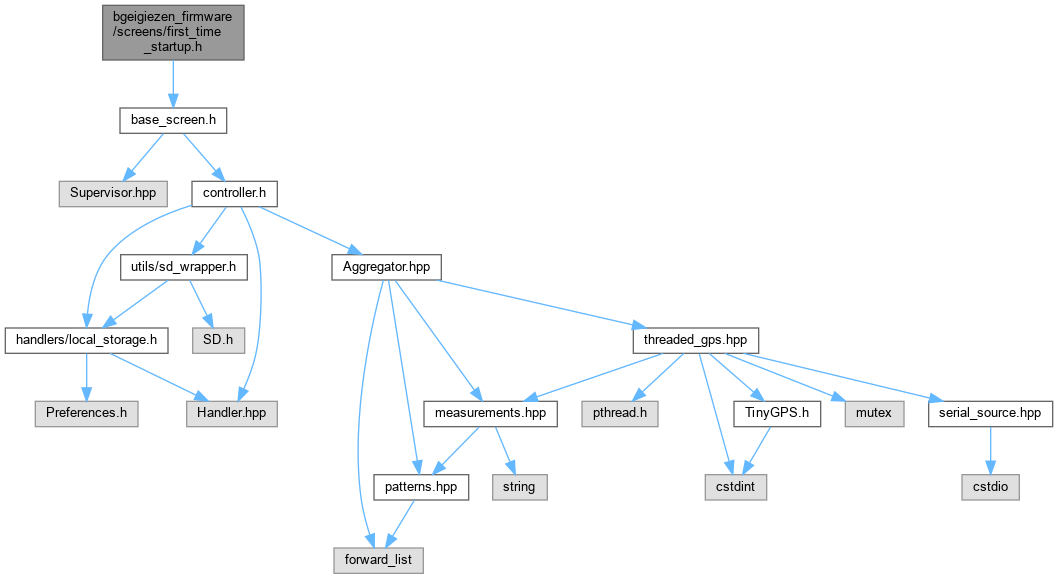 bgeigiezen_firmware
/screens/first_time
_startup.h
base_screen.h
Supervisor.hpp
controller.h
utils/sd_wrapper.h
Aggregator.hpp
handlers/local_storage.h
SD.h
threaded_gps.hpp
Preferences.h
Handler.hpp
measurements.hpp
pthread.h
TinyGPS.h
mutex
serial_source.hpp
patterns.hpp
string
cstdint
cstdio
forward_list